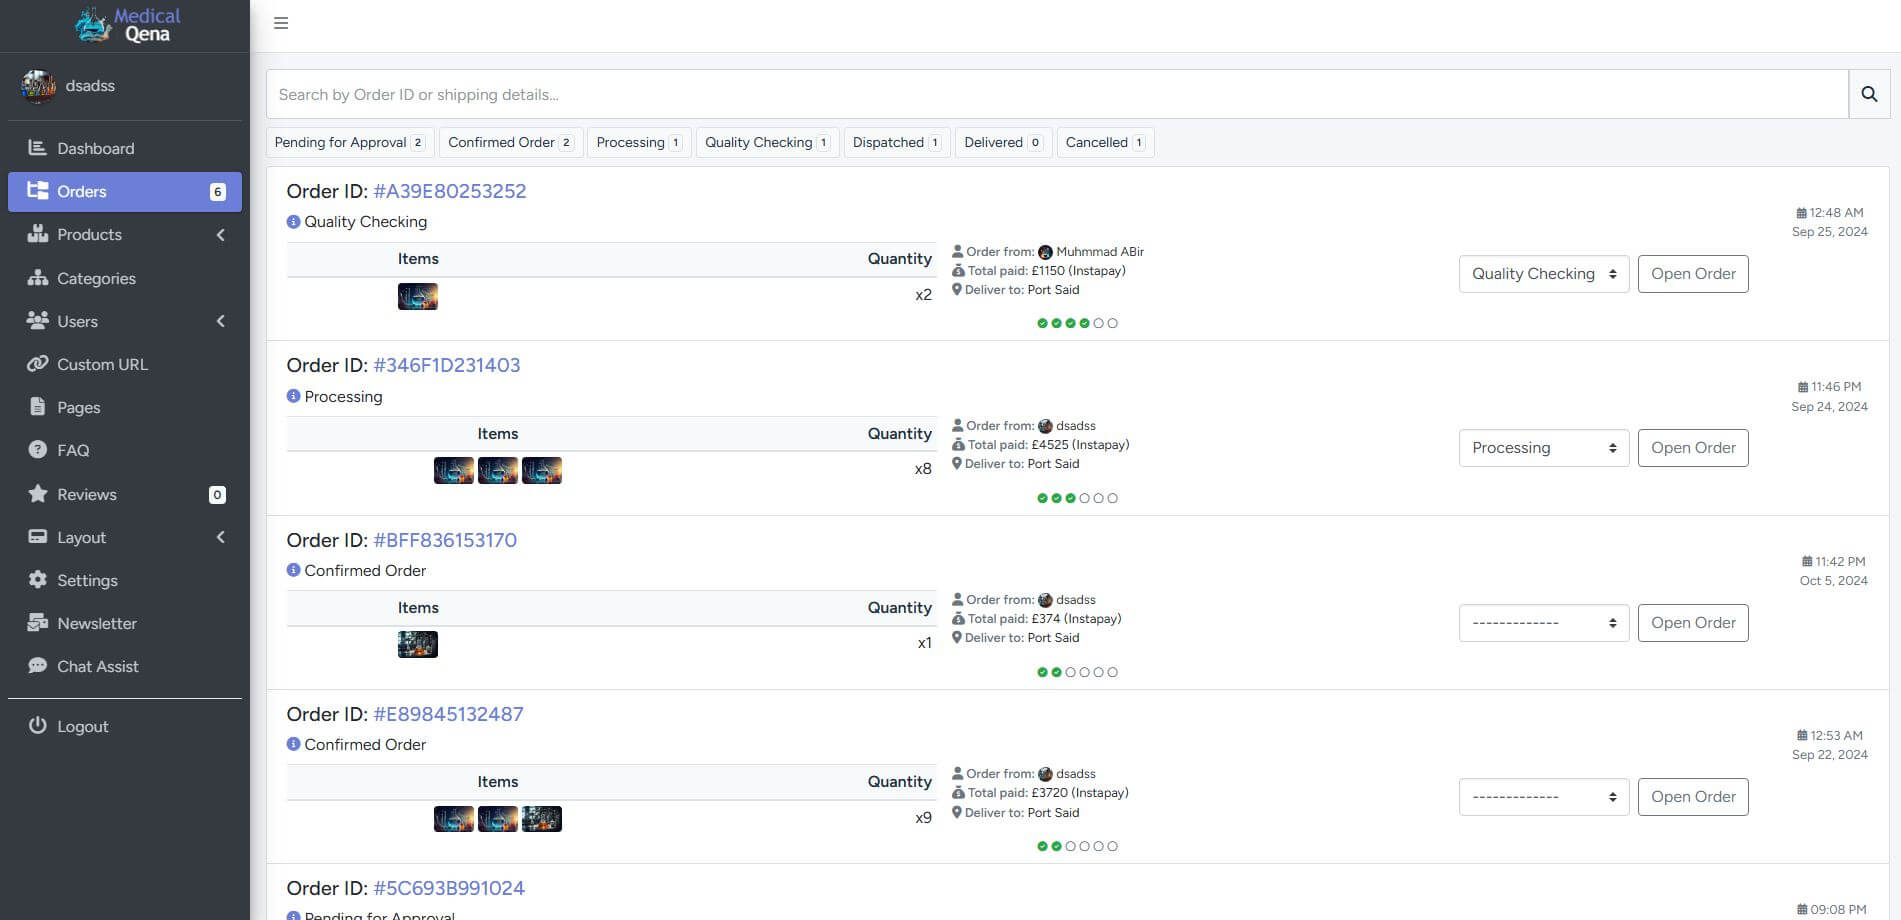 Medical
Qena
dsadss
Dashboard
Orders 6
Products
Categories
Users
Custom URL
Pages
FAQ
Reviews 0
Layout
Settings
Newsletter
Chat Assist
Logout
Search by Order ID or shipping details...
Pending for Approval 2 Confirmed Order 2 Processing 1 Quality Checking 1 Dispatched 1 Delivered 0 Cancelled 1
Order ID: #A39E80253252
Quality Checking
Items Quantity
x2
Order from: Muhmmad ABir
Total paid: £1150 (Instapay)
Deliver to: Port Said
Quality Checking Open Order
12:48 AM
Sep 25, 2024
Order ID: #346F1D231403
Processing
Items Quantity
x8
Order from: dsadss
Total paid: £4525 (Instapay)
Deliver to: Port Said
Processing Open Order
11:46 PM
Sep 24, 2024
Order ID: #BFF836153170
Confirmed Order
Items Quantity
x1
Order from: dsadss
Total paid: £374 (Instapay)
Deliver to: Port Said
------------- Open Order
11:42 PM
Oct 5, 2024
Order ID: #E89845132487
Confirmed Order
Items Quantity
x9
Order from: dsadss
Total paid: £3720 (Instapay)
Deliver to: Port Said
------------- Open Order
12:53 AM
Sep 22, 2024
Order ID: #5C693B991024
Pending for Approval
09:08 PM